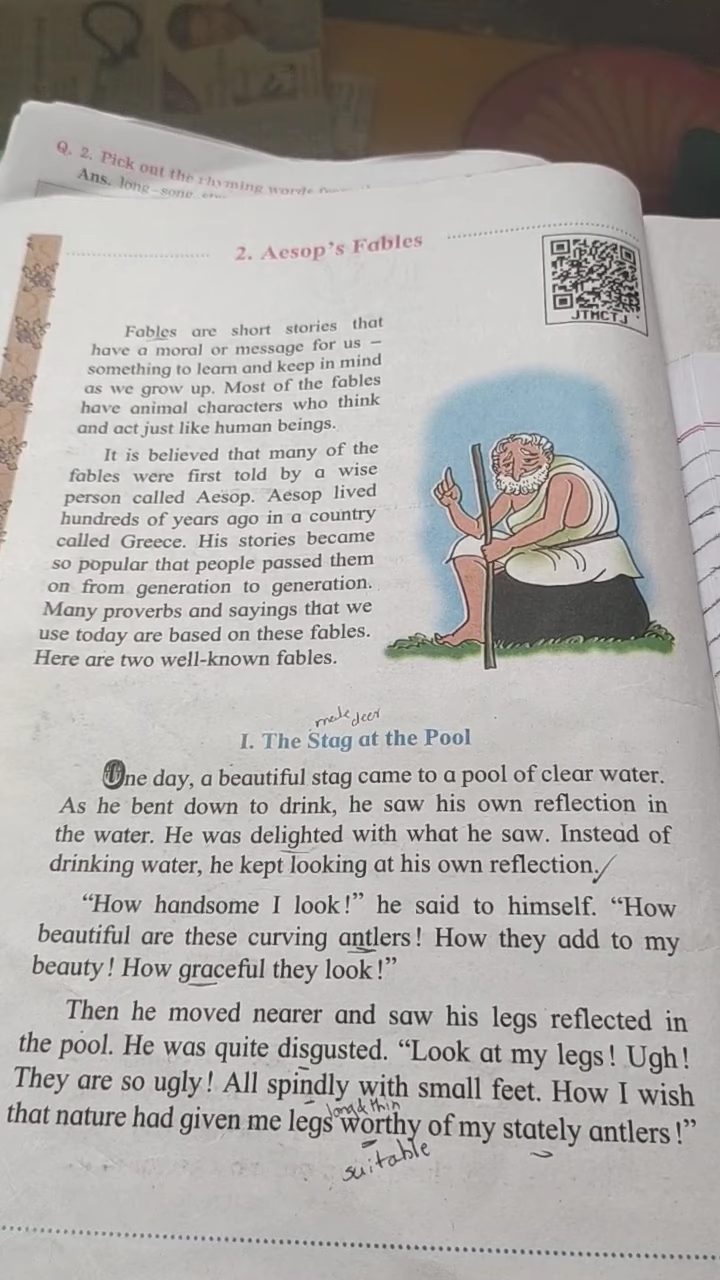 Q. 2. Pick out the rhyming words
Ans. long-song
2. Aesop's Fables
JTMCTJ
Fables are short stories that
have a moral or message for us –
something to learn and keep in mind
as we grow up. Most of the fables
have animal characters who think
and act just like human beings.
It is believed that many of the
fables were first told by a wise
person called Aesop. Aesop lived
hundreds of years ago in a country
called Greece. His stories became
so popular that people passed them
on from generation to generation.
Many proverbs and sayings that we
use today are based on these fables.
Here are two well-known fables.
male deer
I. The Stag at the Pool
One day, a beautiful stag came to a pool of clear water.
As he bent down to drink, he saw his own reflection in
the water. He was delighted with what he saw. Instead of
drinking water, he kept looking at his own reflection.
“How handsome I look!” he said to himself. “How
beautiful are these curving antlers! How they add to my
beauty! How graceful they look!”
Then he moved nearer and saw his legs reflected in
the pool. He was quite disgusted. “Look at my legs! Ugh!
They are so ugly! All spindly with small feet. How I wish
long & thin
that nature had given me legs worthy of my stately antlers!”
suitable